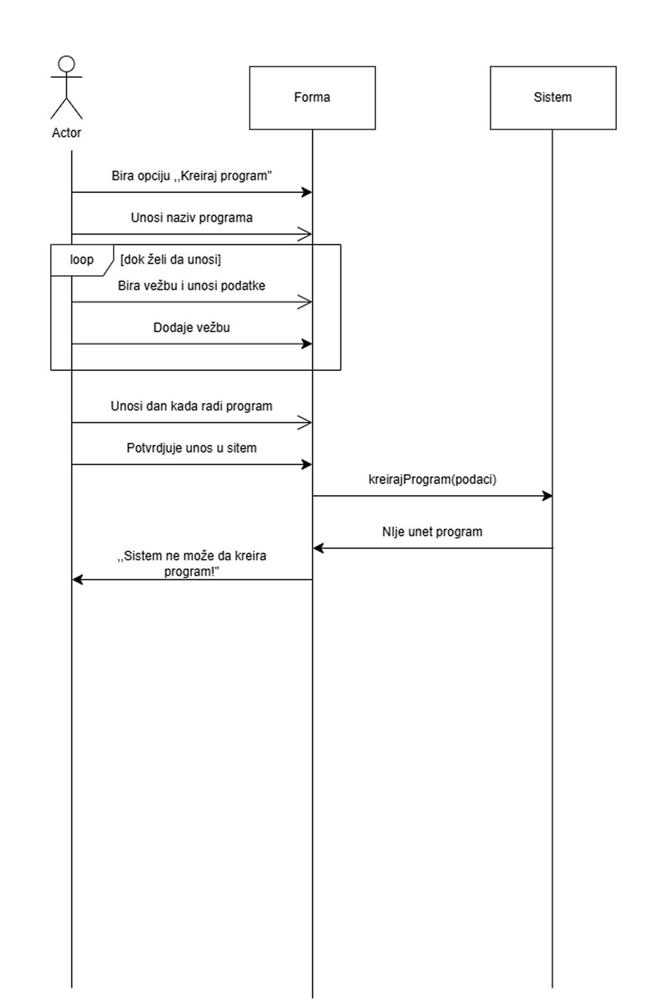 Actor
Forma
Sistem
Bira opciju ,,Kreiraj program"
Unosi naziv programa
loop
[dok želi da unosi]
Bira vežbu i unosi podatke
Dodaje vežbu
Unosi dan kada radi program
Potvrdjuje unos u sitem
kreirajProgram(podaci)
NIje unet program
,,Sistem ne može da kreira
program!"